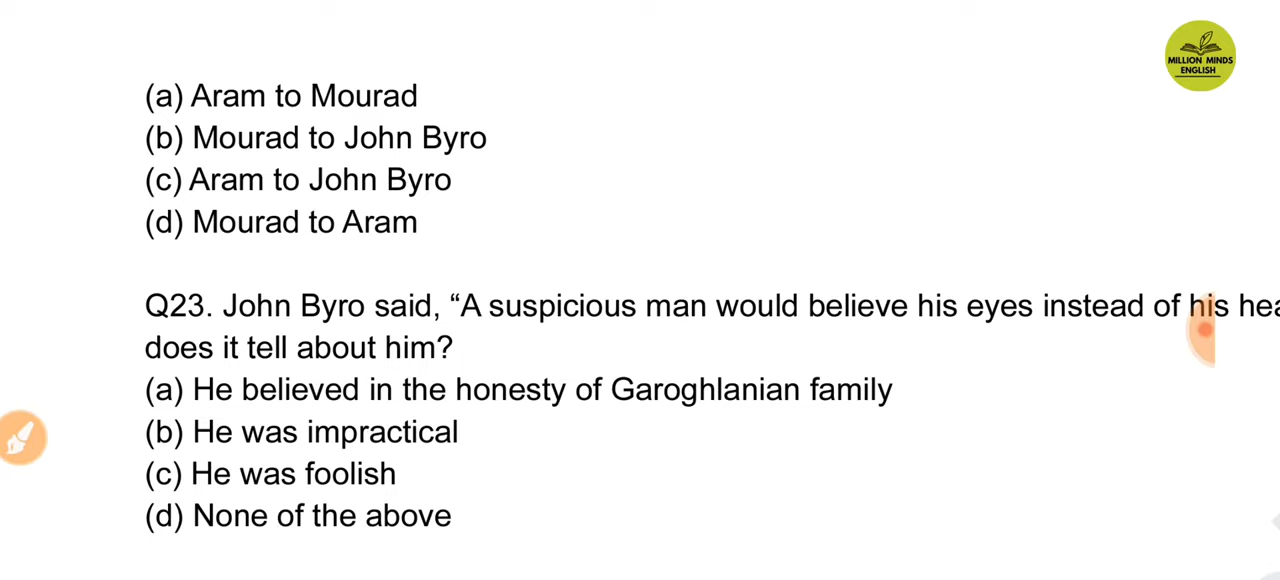 MILLION MINDS
ENGLISH
(a) Aram to Mourad
(b) Mourad to John Byro
(c) Aram to John Byro
(d) Mourad to Aram
Q23. John Byro said, “A suspicious man would believe his eyes instead of his
does it tell about him?
(a) He believed in the honesty of Garoghlanian family
(b) He was impractical
(c) He was foolish
(d) None of the above